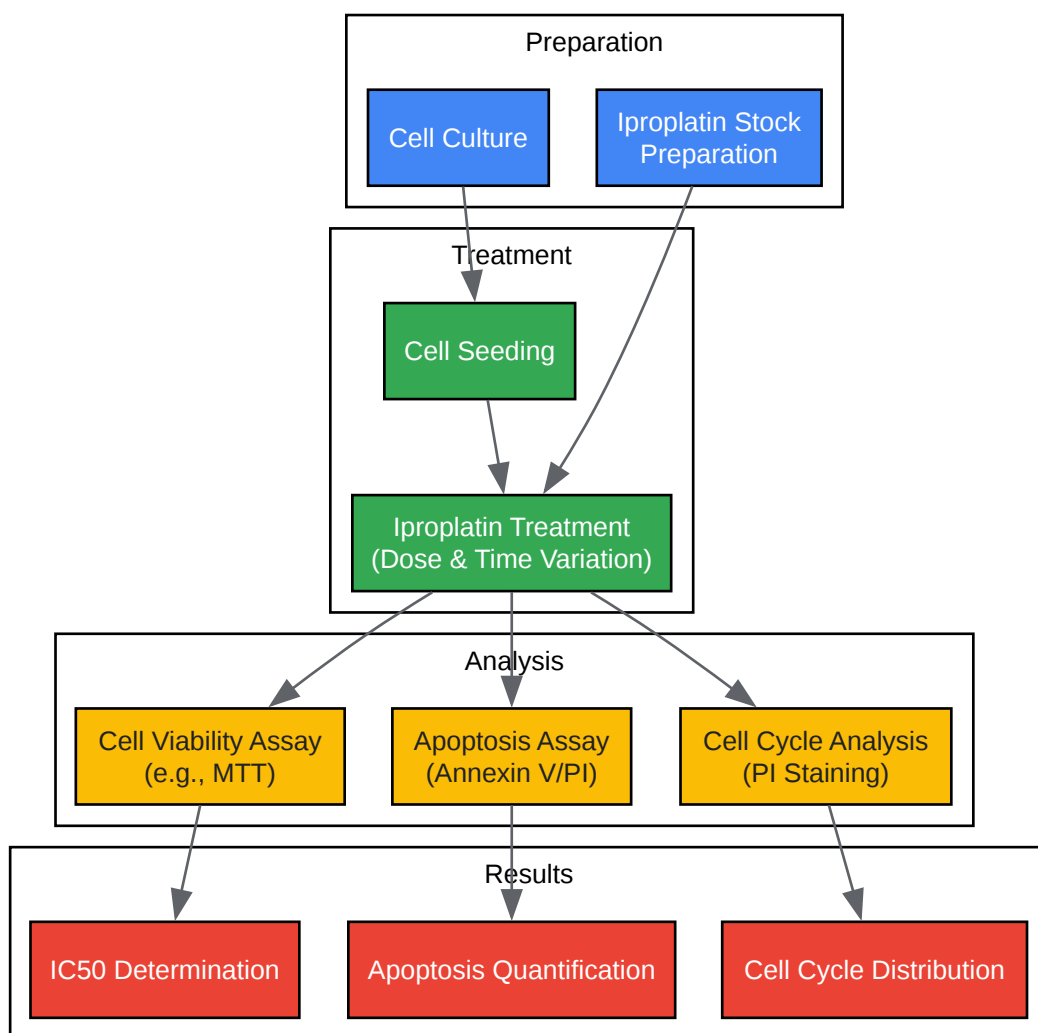 Preparation
Cell Culture
Iproplatin Stock
Preparation
Treatment
Cell Seeding
Iproplatin Treatment
(Dose & Time Variation)
Analysis
Cell Viability Assay
(e.g., MTT)
Apoptosis Assay
(Annexin V/PI)
Cell Cycle Analysis
(PI Staining)
Results
IC50 Determination
Apoptosis Quantification
Cell Cycle Distribution